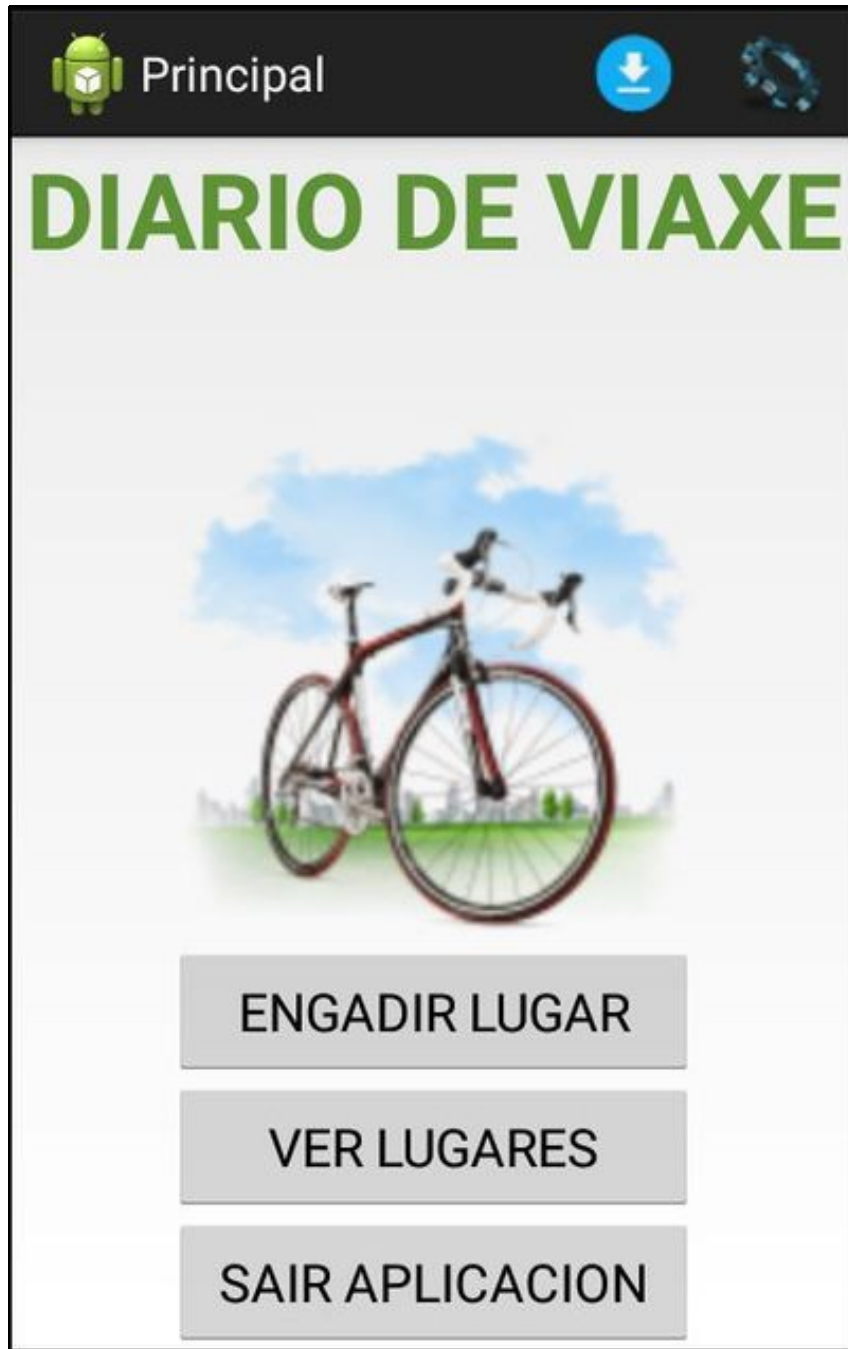 Principal
DIARIO DE VIAXE
ENGADIR LUGAR
VER LUGARES
SAIR APLICACION